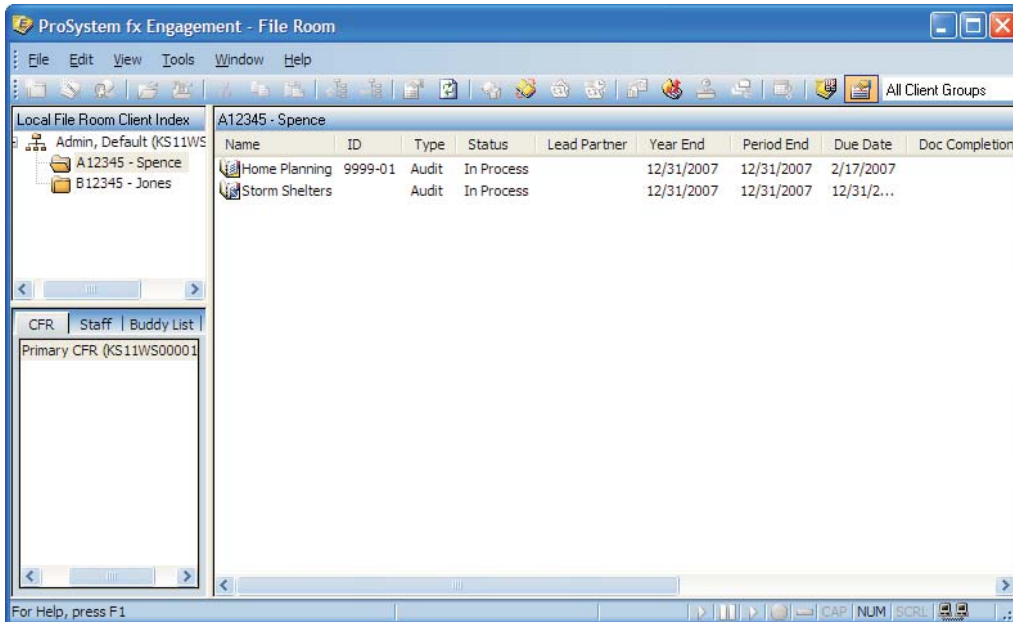 ProSystem fx Engagement - File Room
File Edit View Tools Window Help
All Client Groups
Local File Room Client Index
Admin, Default (KS11WS
A12345 - Spence
B12345 - Jones
A12345 - Spence
Name ID Type Status Lead Partner Year End Period End Due Date Doc Completion
Home Planning 9999-01 Audit In Process 12/31/2007 12/31/2007 2/17/2007
Storm Shelters Audit In Process 12/31/2007 12/31/2007 12/31/2...
CFR Staff Buddy List
Primary CFR (KS11WS00001
For Help, press F1
CAP NUM SCRL